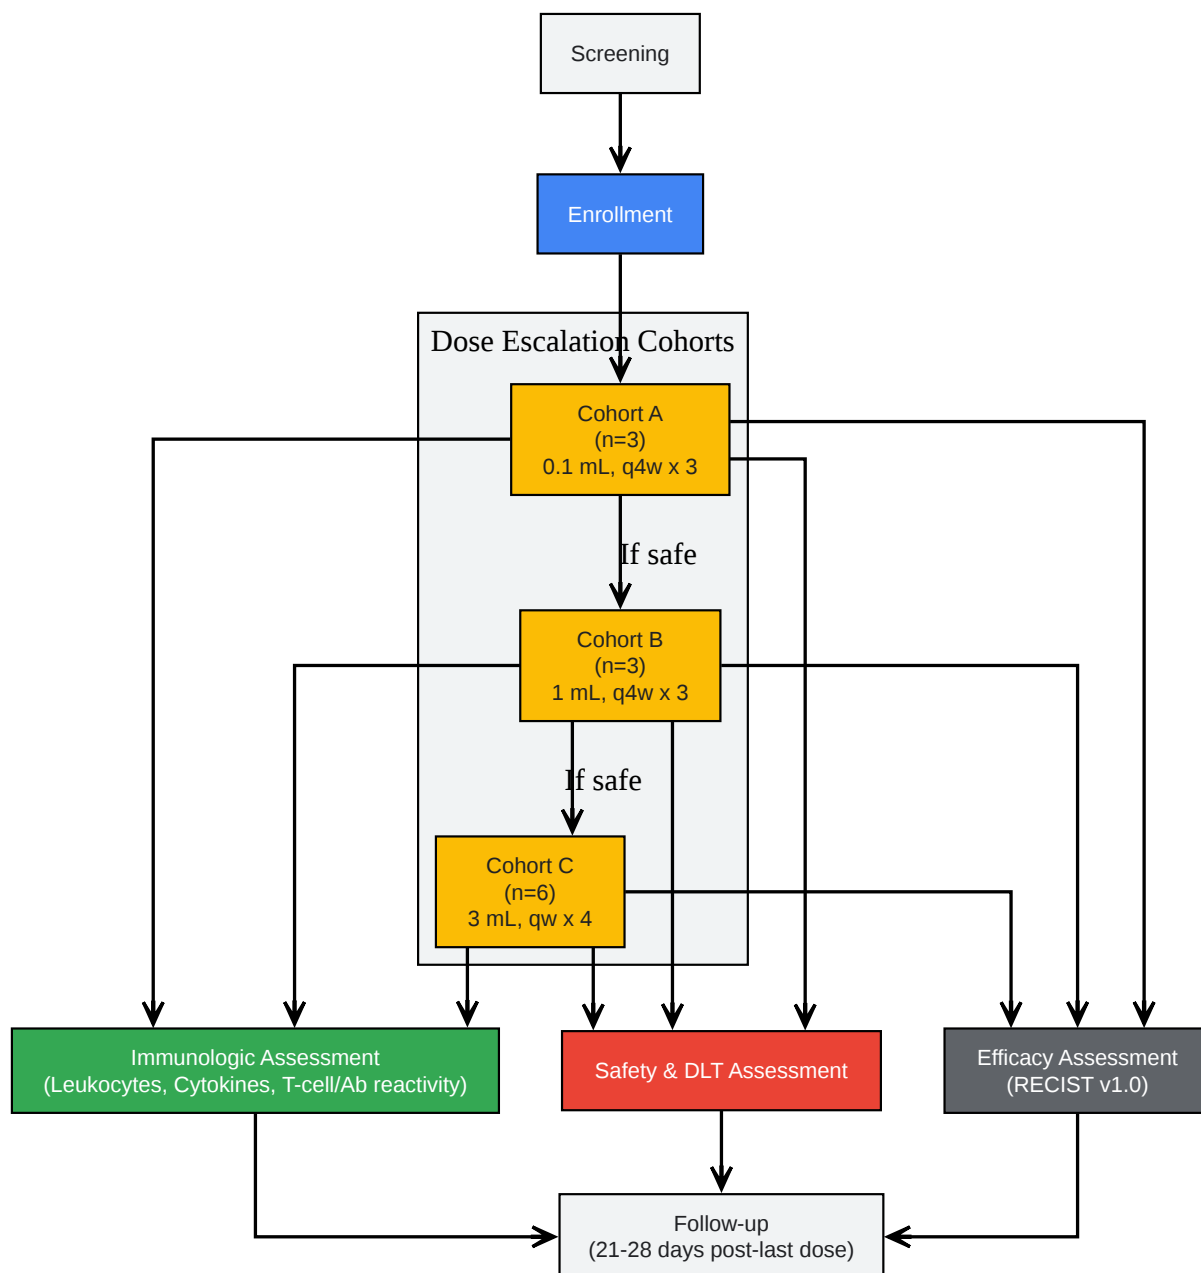 Screening
Enrollment
Dose Escalation Cohorts
Cohort A
(n=3)
0.1 mL, q4w x 3
If safe
Cohort B
(n=3)
1 mL, q4w x 3
If safe
Cohort C
(n=6)
3 mL, qw x 4
Immunologic Assessment
(Leukocytes, Cytokines, T-cell/Ab reactivity)
Safety & DLT Assessment
Efficacy Assessment
(RECIST v1.0)
Follow-up
(21-28 days post-last dose)